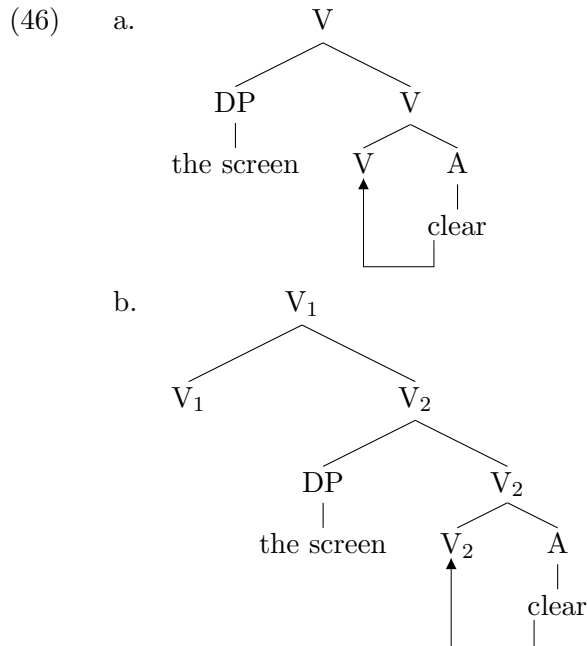 (46) a. V
DP V
the screen V A
clear
b. V₁
V₁ V₂
DP V₂
the screen V₂ A
clear